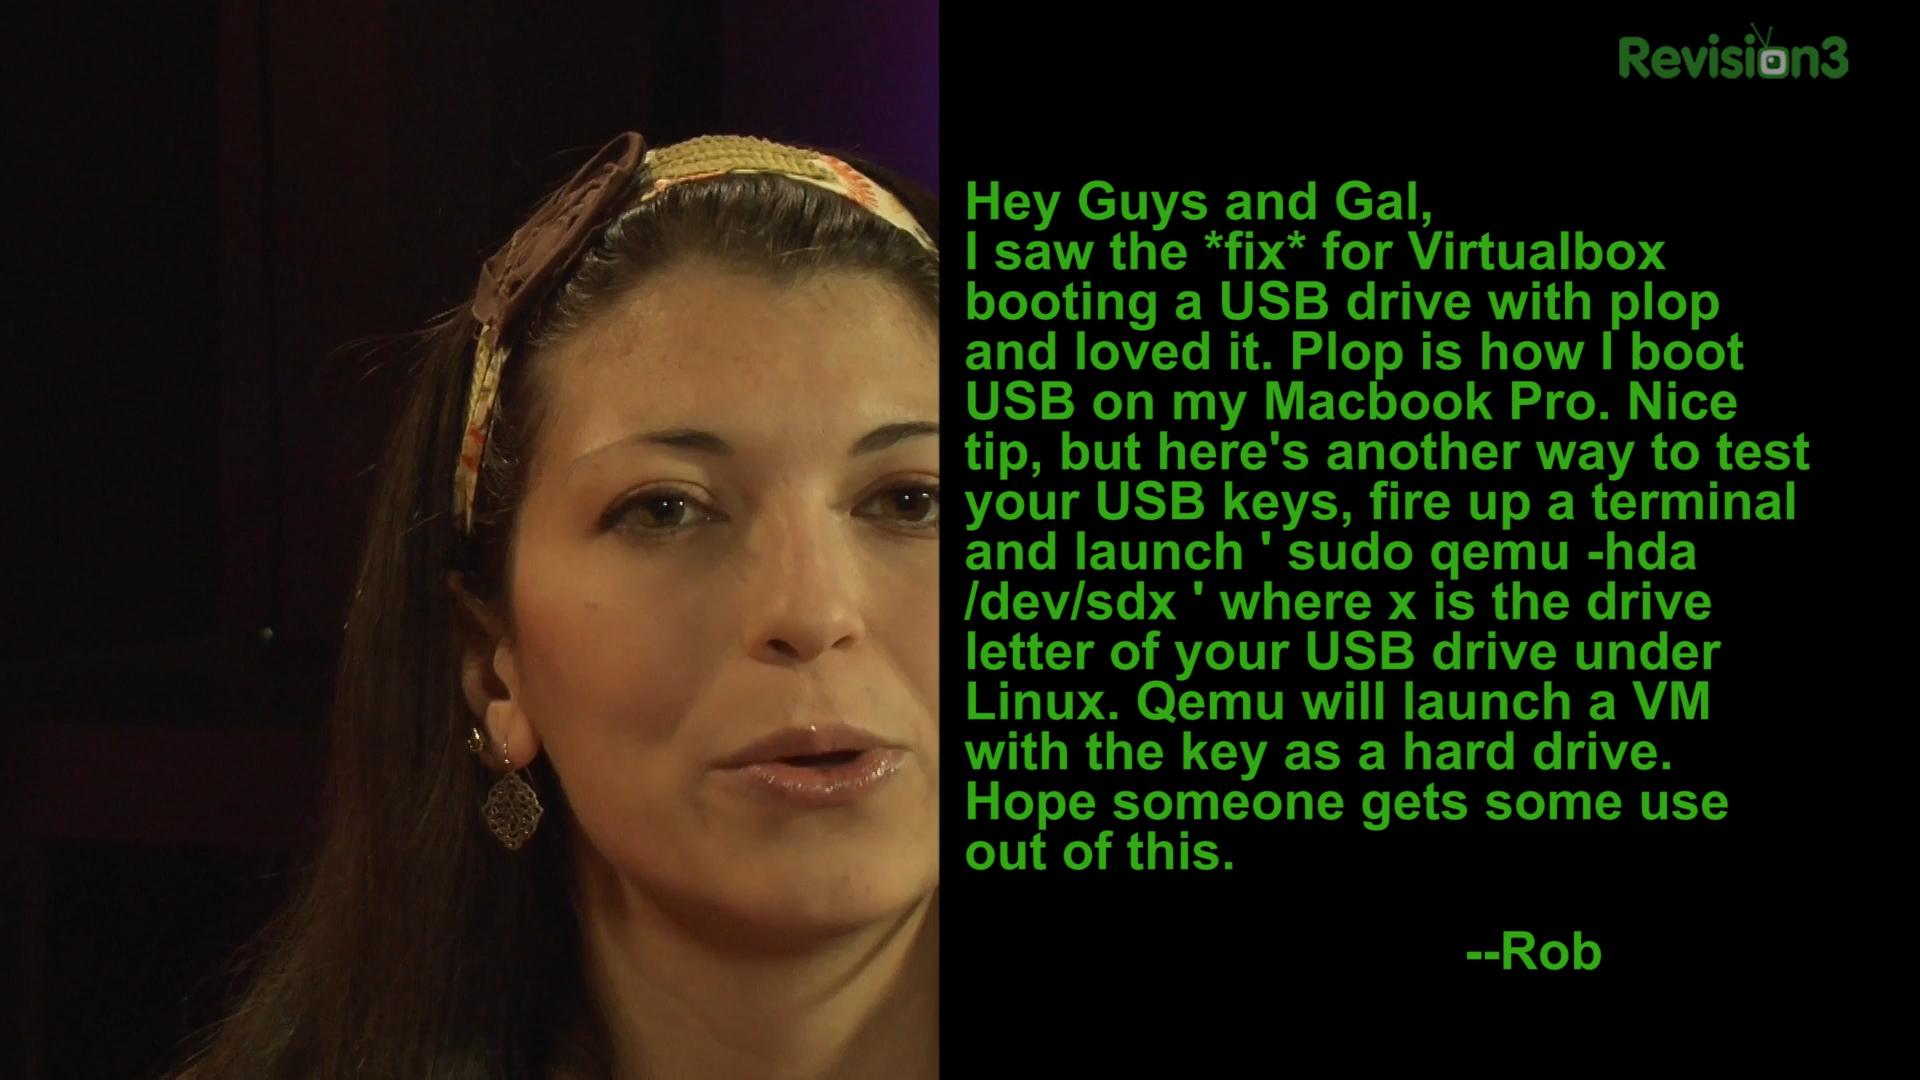 Revision3
Hey Guys and Gal,
I saw the *fix* for Virtualbox
booting a USB drive with plop
and loved it. Plop is how I boot
USB on my Macbook Pro. Nice
tip, but here's another way to test
your USB keys, fire up a terminal
and launch ' sudo qemu -hda
/dev/sdx ' where x is the drive
letter of your USB drive under
Linux. Qemu will launch a VM
with the key as a hard drive.
Hope someone gets some use
out of this.
--Rob